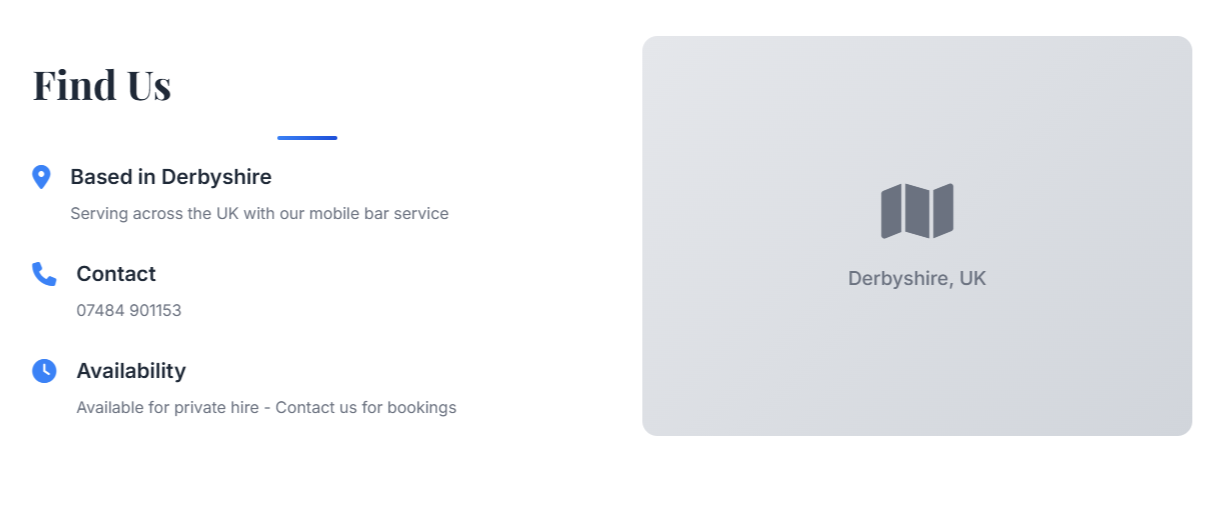 Find Us
Based in Derbyshire
Serving across the UK with our mobile bar service
Contact
07484 901153
Availability
Available for private hire - Contact us for bookings
Derbyshire, UK